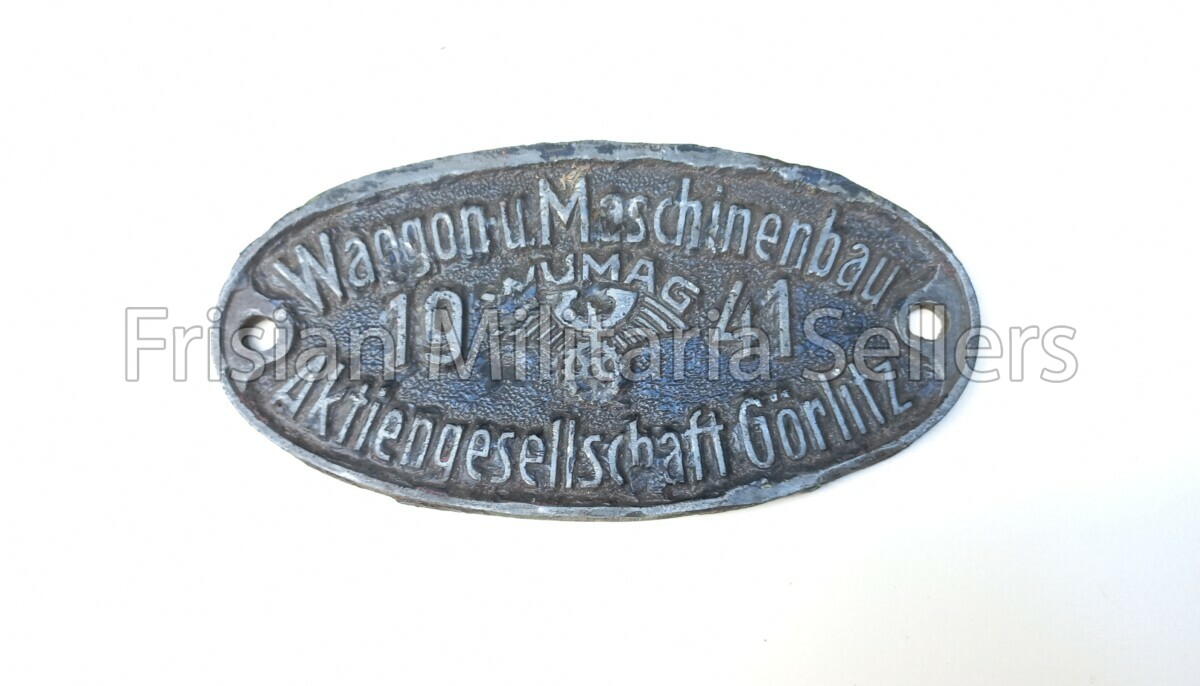 Waggon-u.Maschinenbau
WUMAG
19 41
Aktiengesellschaft Görlitz
Frisian Militaria Sellers